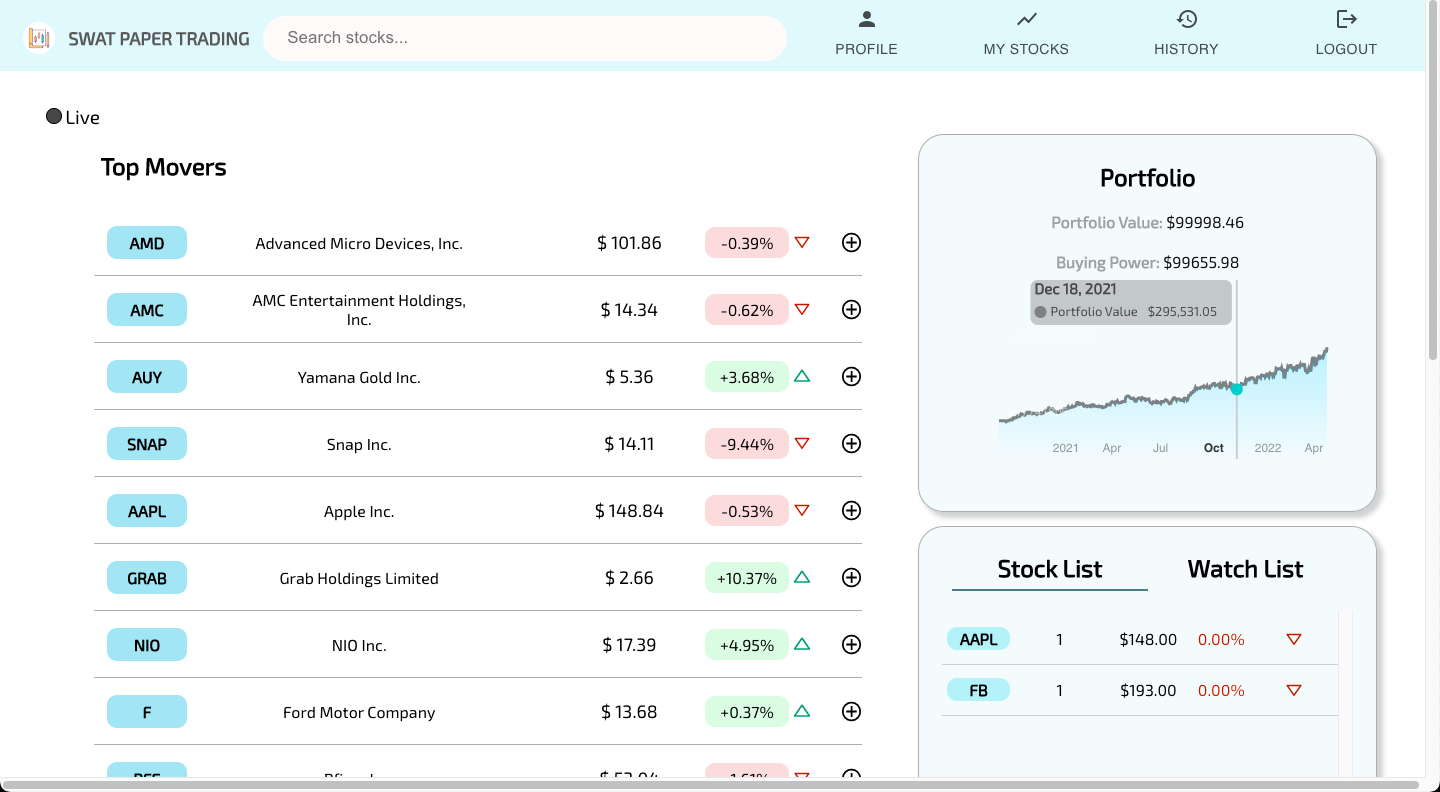 SWAT PAPER TRADING
Search stocks...
PROFILE
MY STOCKS
HISTORY
LOGOUT
Live
Top Movers
AMD Advanced Micro Devices, Inc. $ 101.86 -0.39%
AMC AMC Entertainment Holdings,
Inc. $ 14.34 -0.62%
AUY Yamana Gold Inc. $ 5.36 +3.68%
SNAP Snap Inc. $ 14.11 -9.44%
AAPL Apple Inc. $ 148.84 -0.53%
GRAB Grab Holdings Limited $ 2.66 +10.37%
NIO NIO Inc. $ 17.39 +4.95%
F Ford Motor Company $ 13.68 +0.37%
Portfolio
Portfolio Value: $99998.46
Buying Power: $99655.98
Dec 18, 2021
Portfolio Value $295,531.05
2021 Apr Jul Oct 2022 Apr
Stock List Watch List
AAPL 1 $148.00 0.00%
FB 1 $193.00 0.00%